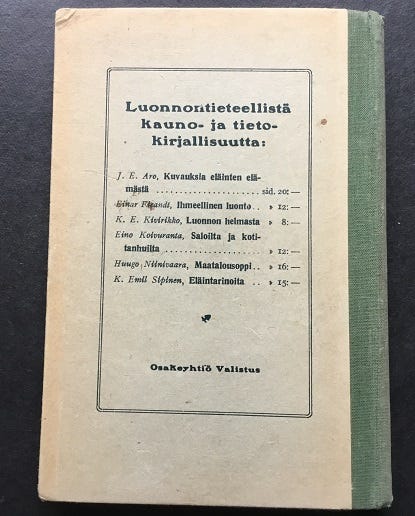 Luonnontieteellistä
kauno- ja tieto-
kirjallisuutta:
J. E. Aro, Kuvauksia eläinten elä-
mästä .................. sid. 20: —
Einar Fieandt, Ihmeellinen luonto .. » 12: —
K. E. Kivirikko, Luonnon helmasta » 8: —
Eino Koivuranta, Saloilta ja koti-
tanhuilta .................. » 12: —
Huugo Niinivaara, Maatalousoppi .. » 16: —
K. Emil Sipinen, Eläintarinoita .. » 15: —
Osakeyhtiö Valistus